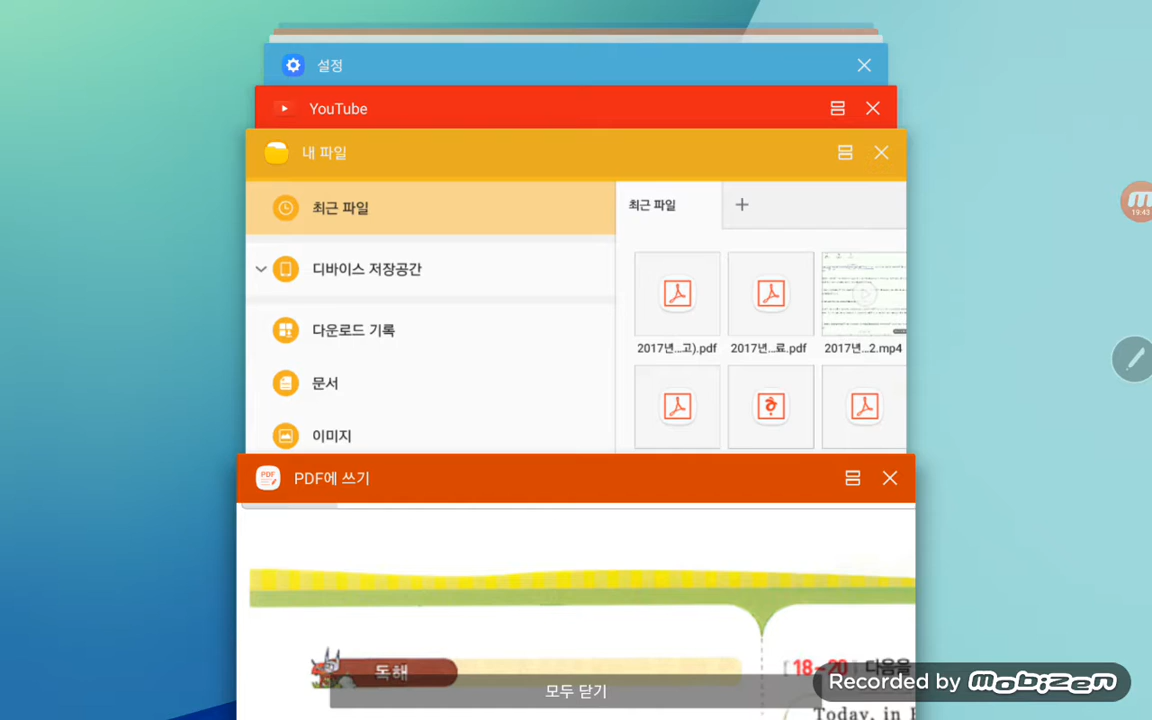 설정
YouTube
내 파일
최근 파일
최근 파일
디바이스 저장공간
2017년...고).pdf
2017년...료.pdf
2017년...2.mp4
다운로드 기록
문서
이미지
PDF에 쓰기
독해
[18~20] 다음을
Today, in
모두 닫기
Recorded by mobizen
19:43